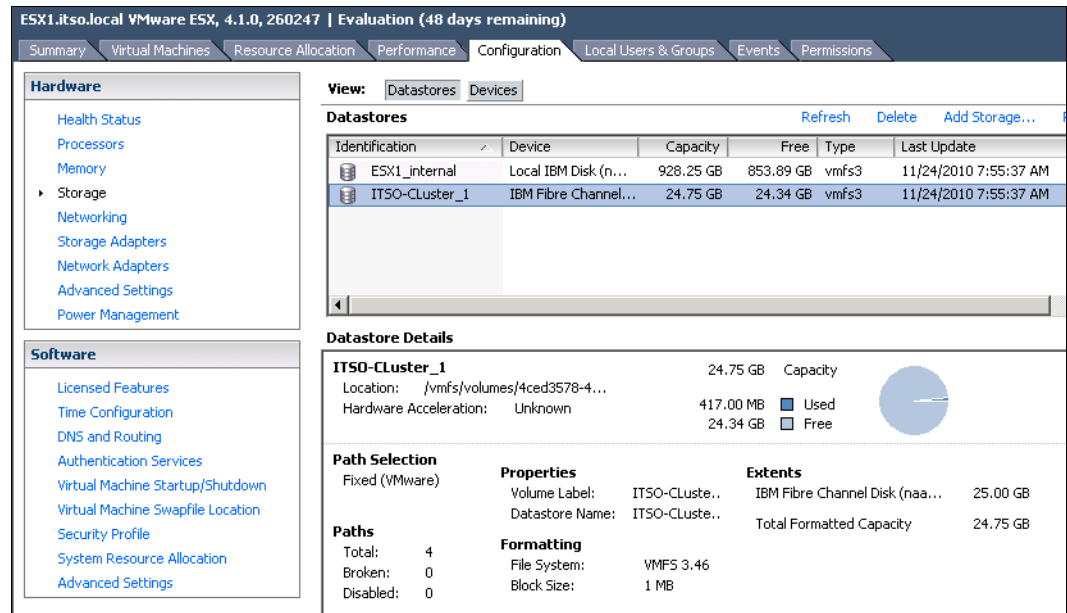 ESX1.itso.local VMware ESX, 4.1.0, 260247 | Evaluation (48 days remaining)
Summary Virtual Machines Resource Allocation Performance Configuration Local Users & Groups Events Permissions
Hardware
Health Status
Processors
Memory
Storage
Networking
Storage Adapters
Network Adapters
Advanced Settings
Power Management
Software
Licensed Features
Time Configuration
DNS and Routing
Authentication Services
Virtual Machine Startup/Shutdown
Virtual Machine Swapfile Location
Security Profile
System Resource Allocation
Advanced Settings
View: Datastores Devices
Datastores Refresh Delete Add Storage...
Identification Device Capacity Free Type Last Update
ESX1_internal Local IBM Disk (n... 928.25 GB 853.89 GB vmfs3 11/24/2010 7:55:37 AM
ITSO-CLuster_1 IBM Fibre Channel... 24.75 GB 24.34 GB vmfs3 11/24/2010 7:55:37 AM
Datastore Details
ITSO-CLuster_1 24.75 GB Capacity
Location: /vmfs/volumes/4ced3578-4...
Hardware Acceleration: Unknown 417.00 MB Used
24.34 GB Free
Path Selection
Fixed (VMware)
Paths
Total: 4
Broken: 0
Disabled: 0
Properties
Volume Label: ITSO-CLuste..
Datastore Name: ITSO-CLuste..
Formatting
File System: VMFS 3.46
Block Size: 1 MB
Extents
IBM Fibre Channel Disk (naa... 25.00 GB
Total Formatted Capacity 24.75 GB